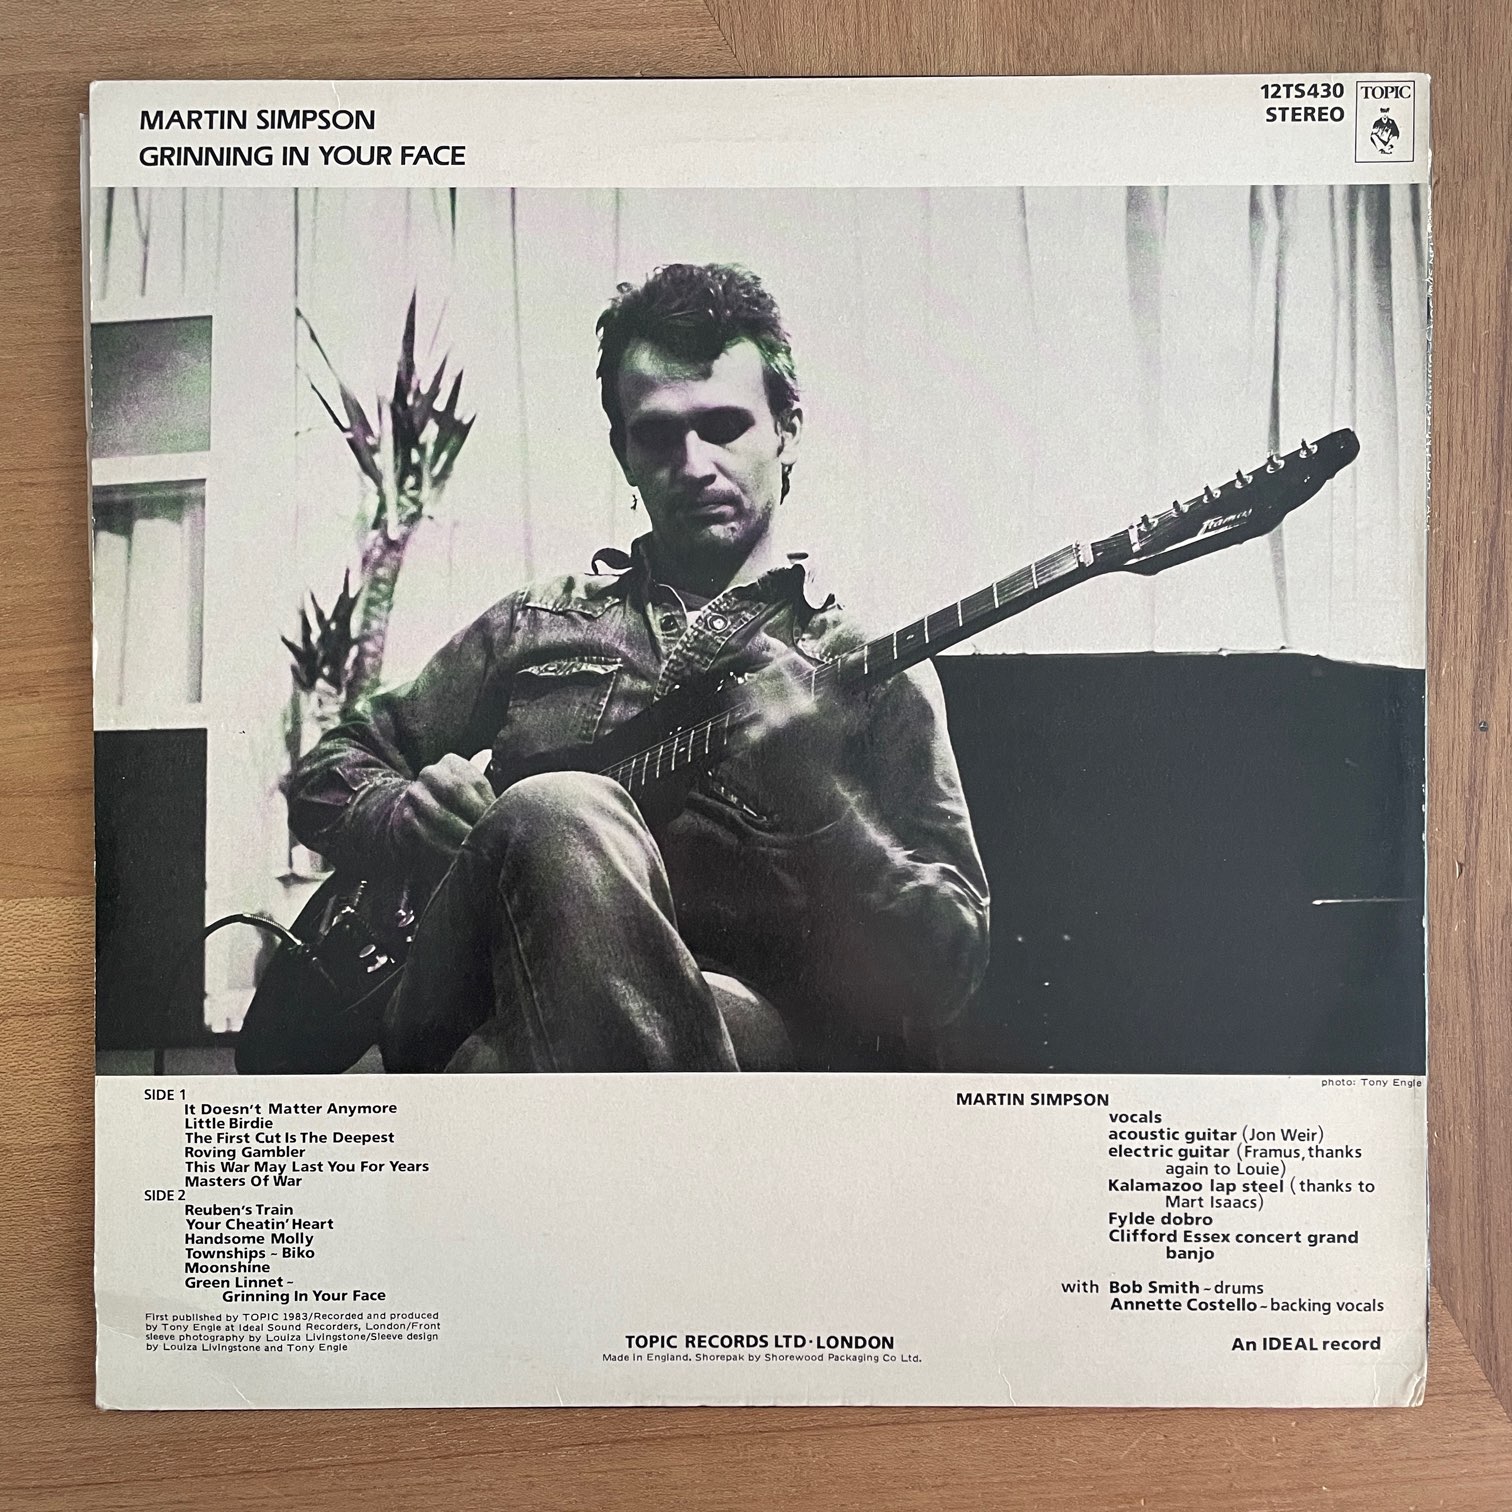 MARTIN SIMPSON
GRINNING IN YOUR FACE
12TS430
STEREO
TOPIC
Framus
photo: Tony Engle
SIDE 1
It Doesn't Matter Anymore
Little Birdie
The First Cut Is The Deepest
Roving Gambler
This War May Last You For Years
Masters Of War
SIDE 2
Reuben's Train
Your Cheatin' Heart
Handsome Molly
Townships ~ Biko
Moonshine
Green Linnet ~
Grinning In Your Face
First published by TOPIC 1983/Recorded and produced
by Tony Engle at Ideal Sound Recorders, London/Front
sleeve photography by Louiza Livingstone/Sleeve design
by Louiza Livingstone and Tony Engle
TOPIC RECORDS LTD · LONDON
Made in England. Shorepak by Shorewood Packaging Co Ltd.
MARTIN SIMPSON
vocals
acoustic guitar (Jon Weir)
electric guitar (Framus, thanks
again to Louie)
Kalamazoo lap steel (thanks to
Mart Isaacs)
Fylde dobro
Clifford Essex concert grand
banjo
with Bob Smith ~ drums
Annette Costello ~ backing vocals
An IDEAL record